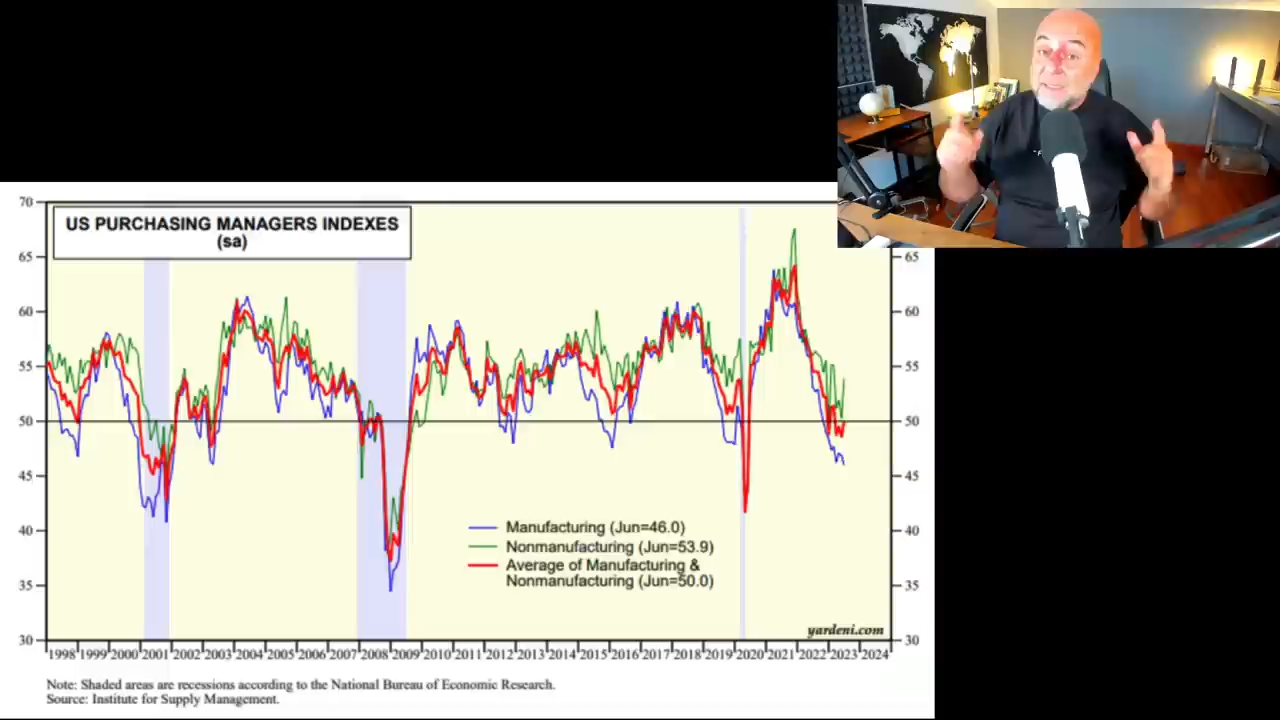 US PURCHASING MANAGERS INDEXES
(sa)
70
65
60
55
50
45
40
35
30
65
60
55
50
45
40
35
30
Manufacturing (Jun=46.0)
Nonmanufacturing (Jun=53.9)
Average of Manufacturing &
Nonmanufacturing (Jun=50.0)
yardeni.com
1998 1999 2000 2001 2002 2003 2004 2005 2006 2007 2008 2009 2010 2011 2012 2013 2014 2015 2016 2017 2018 2019 2020 2021 2022 2023 2024
Note: Shaded areas are recessions according to the National Bureau of Economic Research.
Source: Institute for Supply Management.